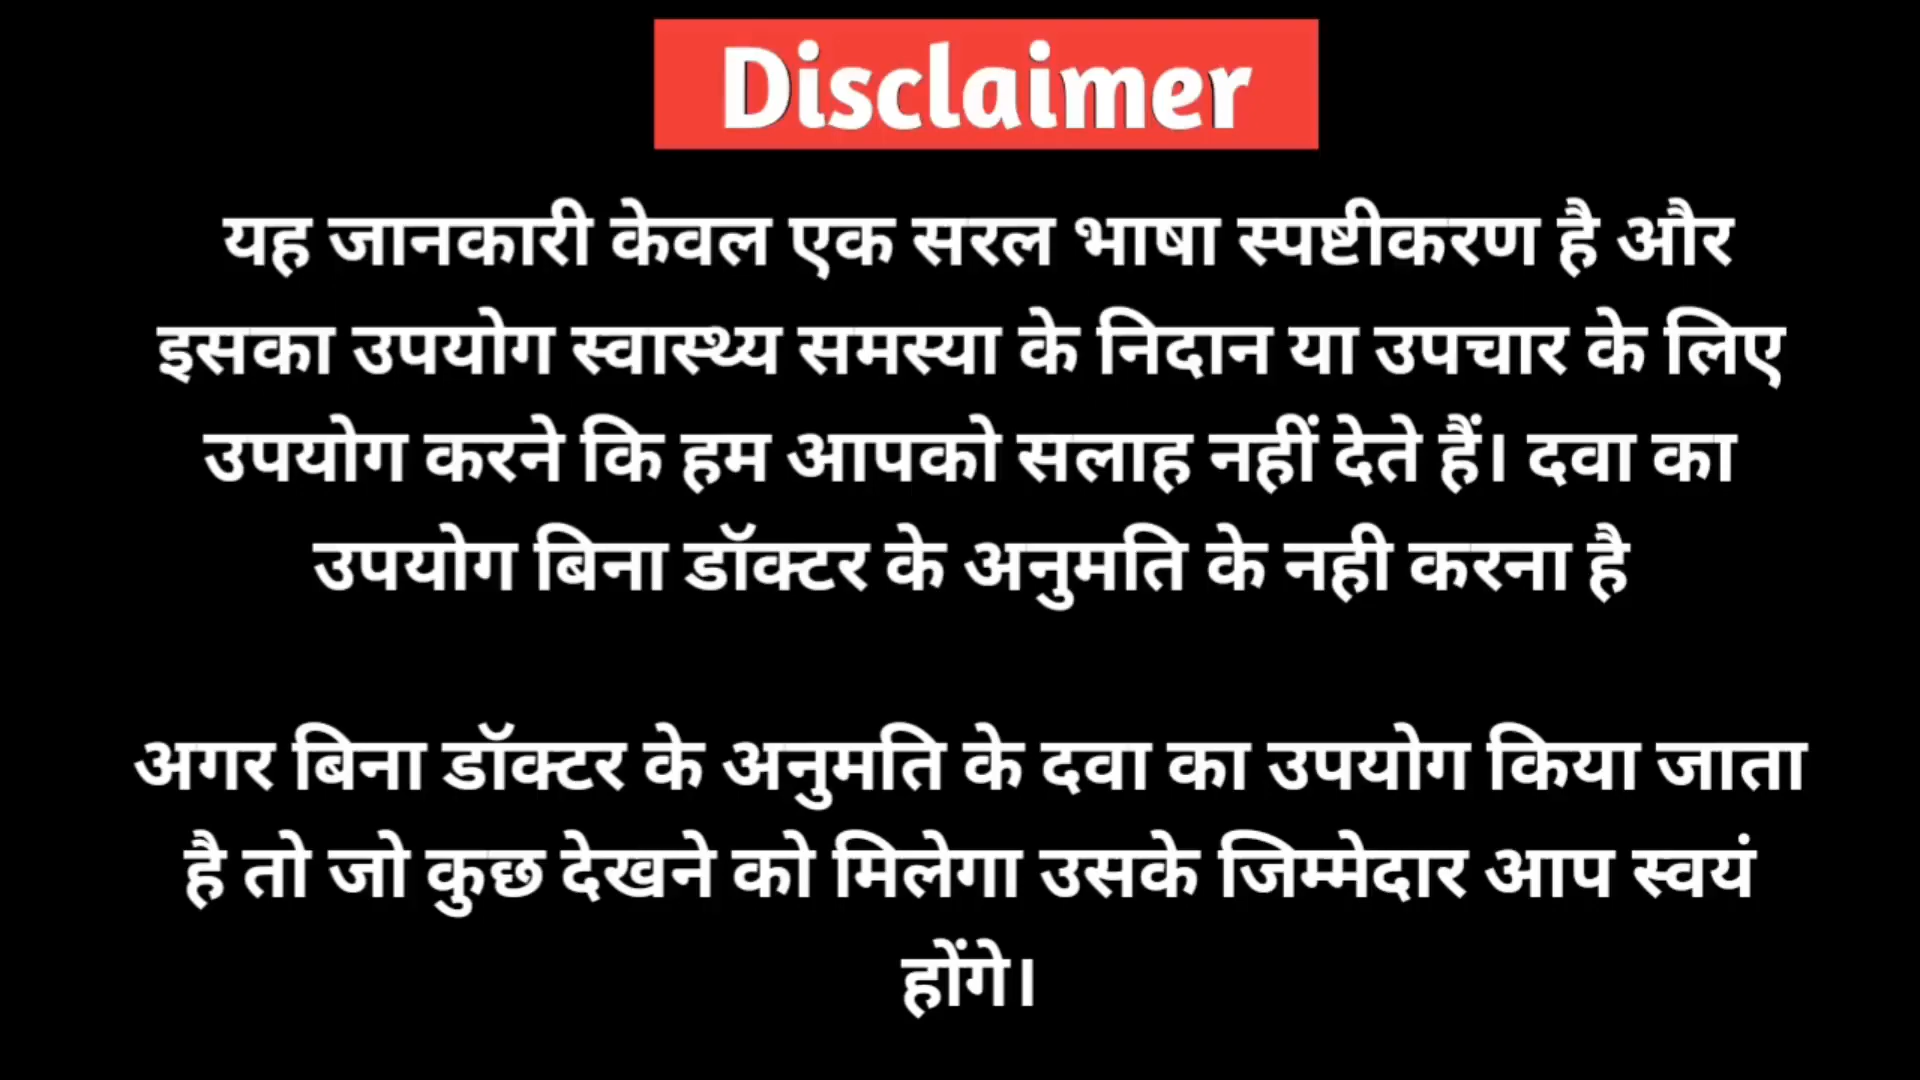 Disclaimer
यह जानकारी केवल एक सरल भाषा स्पष्टीकरण है और
इसका उपयोग स्वास्थ्य समस्या के निदान या उपचार के लिए
उपयोग करने कि हम आपको सलाह नहीं देते हैं। दवा का
उपयोग बिना डॉक्टर के अनुमति के नही करना है
अगर बिना डॉक्टर के अनुमति के दवा का उपयोग किया जाता
है तो जो कुछ देखने को मिलेगा उसके जिम्मेदार आप स्वयं
होंगे।